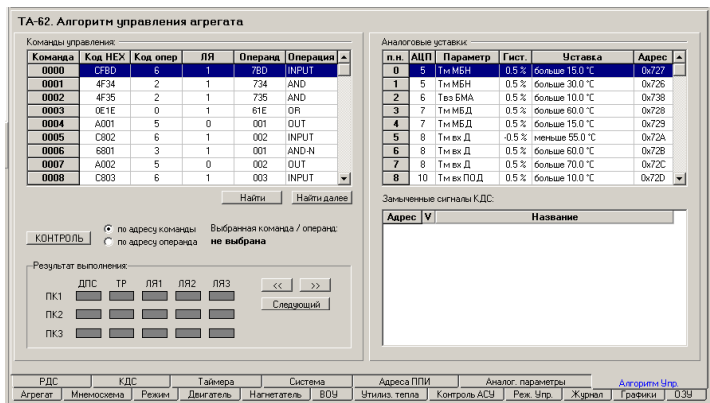 ТА-62. Алгоритм управления агрегата
Команды управления:
Команда Код HEX Код опер ЛЯ Операнд Операция
0000 CFBD 6 1 7BD INPUT
0001 4F34 2 1 734 AND
0002 4F35 2 1 735 AND
0003 0E1E 0 1 61E OR
0004 A001 5 0 001 OUT
0005 C802 6 1 002 INPUT
0006 6801 3 1 001 AND-N
0007 A002 5 0 002 OUT
0008 C803 6 1 003 INPUT
Найти Найти далее
КОНТРОЛЬ
по адресу команды
по адресу операнда
Выбранная команда / операнд:
не выбрана
Результат выполнения:
ДПС ТР ЛЯ1 ЛЯ2 ЛЯ3
ПК1
ПК2
ПК3
<< >>
Следующий
Аналоговые уставки:
п.н. АЦП Параметр Гист. Уставка Адрес
0 5 Тм МБН 0.5 % больше 15.0 °С 0x727
1 5 Тм МБН 0.5 % больше 30.0 °С 0x726
2 6 Твз БМА 0.5 % больше 10.0 °С 0x738
3 7 Тм МБД 0.5 % больше 60.0 °С 0x728
4 7 Тм МБД 0.5 % больше 15.0 °С 0x729
5 8 Тм вх Д -0.5 % меньше 55.0 °С 0x72A
6 8 Тм вх Д 0.5 % больше 60.0 °С 0x72B
7 8 Тм вх Д 0.5 % больше 70.0 °С 0x72C
8 10 Тм вх ПОД 0.5 % больше 15.0 °С 0x72D
Замыченные сигналы КДС:
Адрес V Название
РДС КДС Таймера Система Адреса ППИ Аналог. параметры Алгоритм Упр.
Агрегат Мнемосхема Режим Двигатель Нагнетатель ВОУ Утилиз. тепла Контроль АСУ Реж. Упр. Журнал Графики ОЗУ